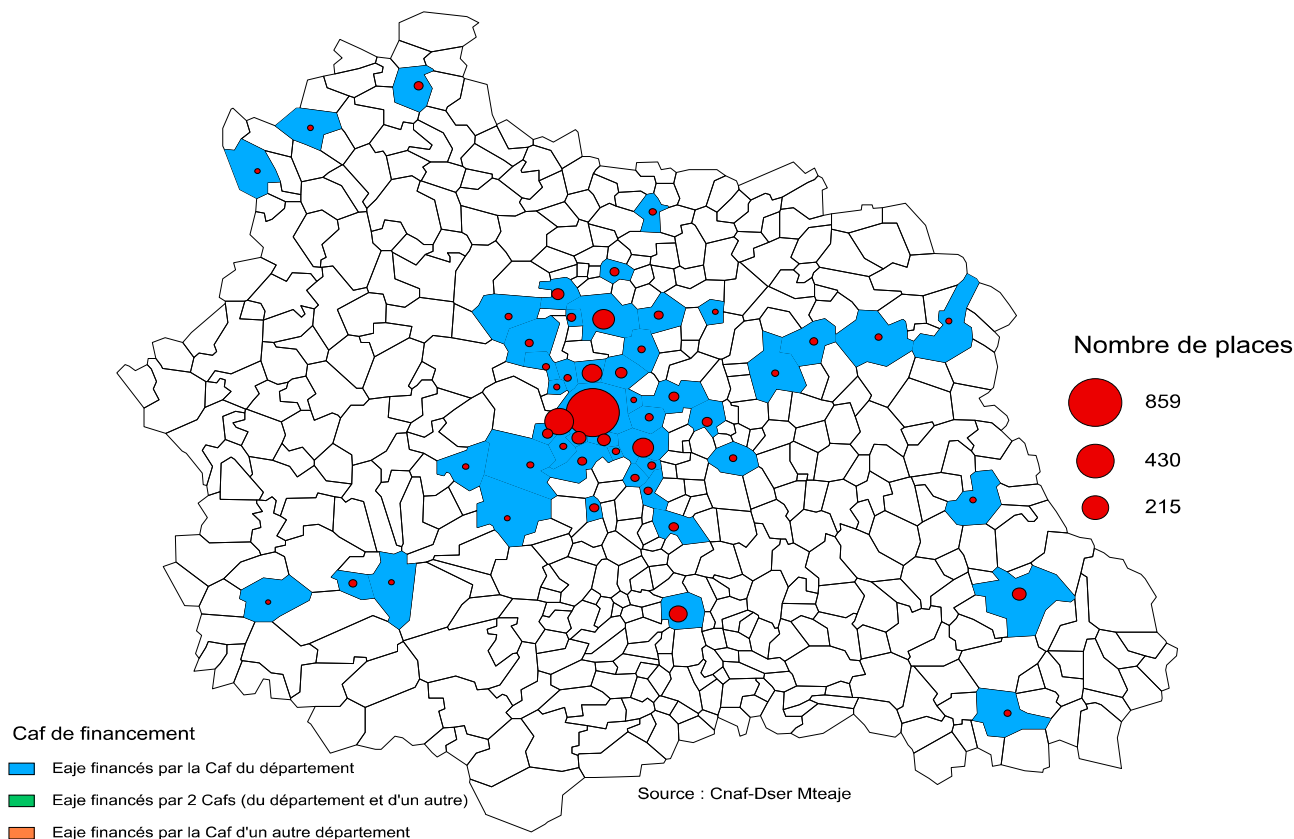 Nombre de places
859
430
215
Caf de financement
Eaje financés par la Caf du département
Eaje financés par 2 Cafs (du département et d'un autre)
Eaje financés par la Caf d'un autre département
Source : Cnaf-Dser Mteaje